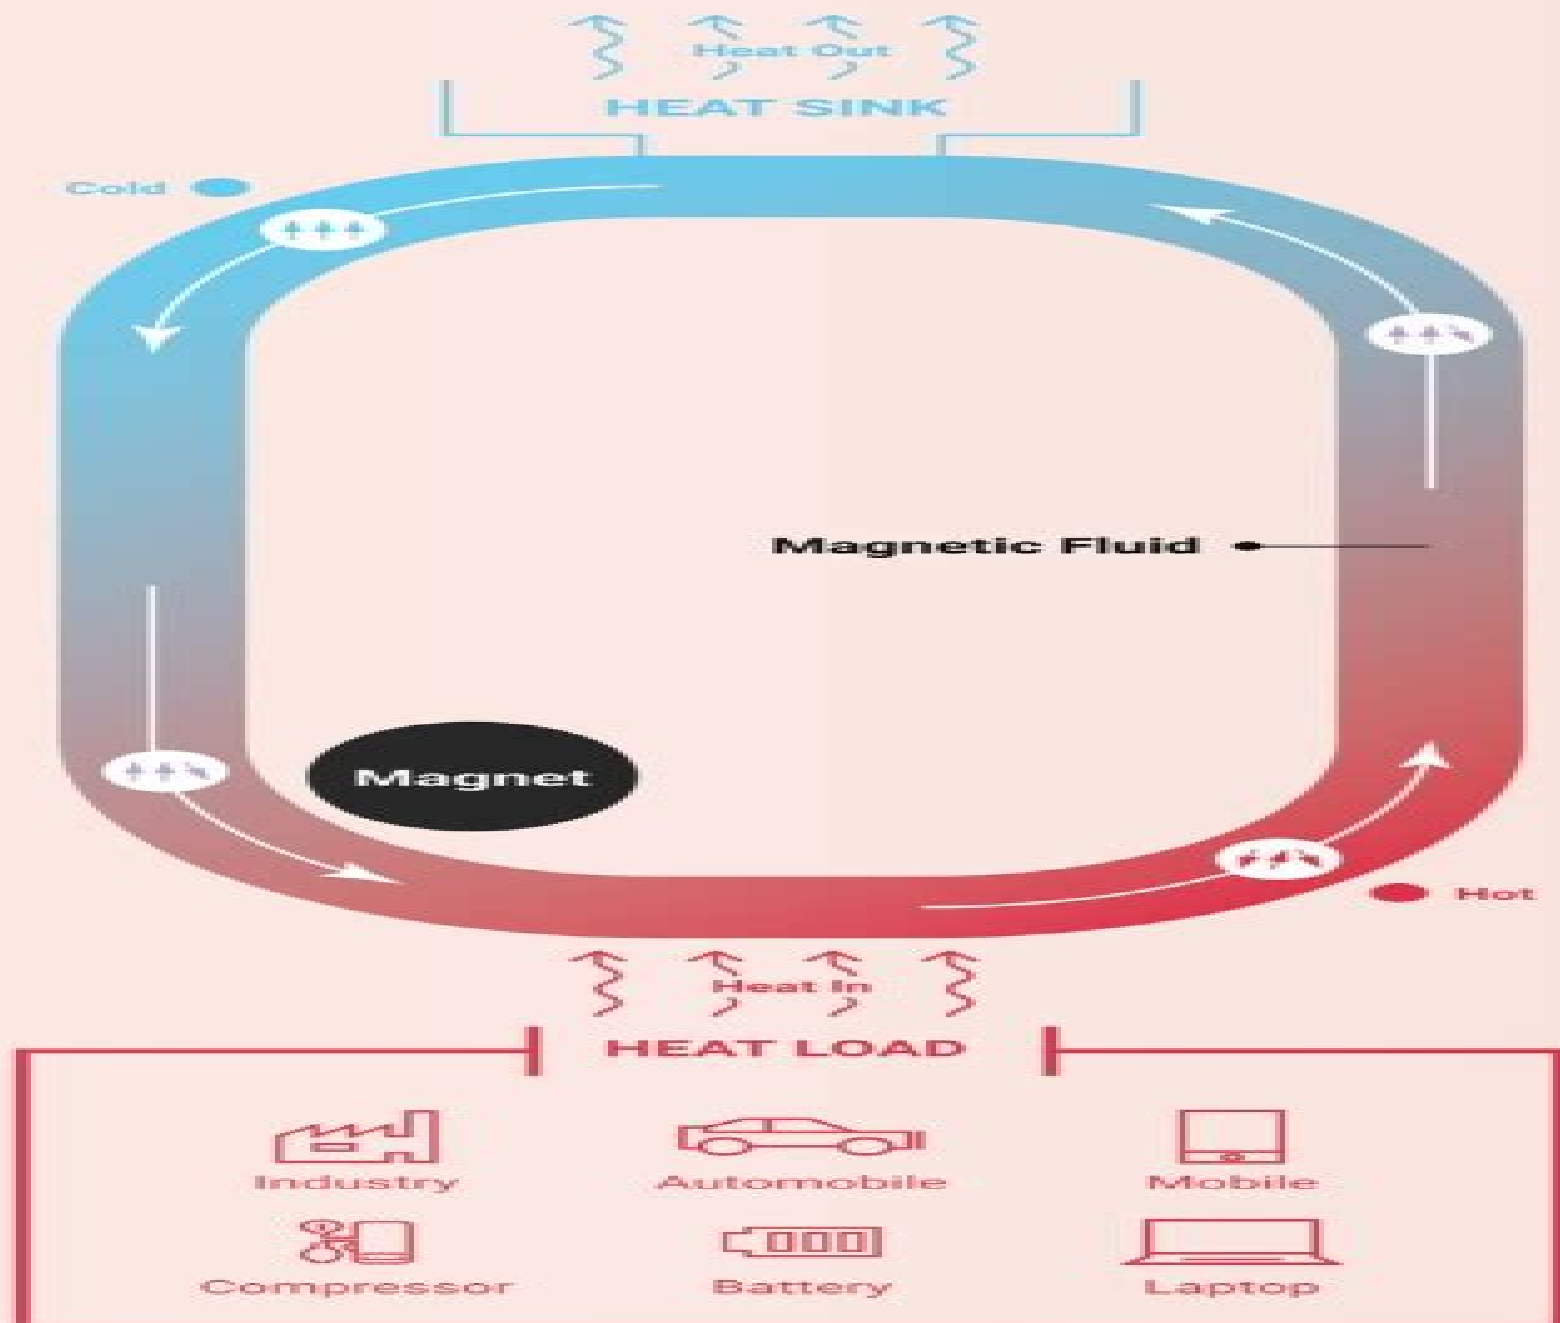 Heat Out
HEAT SINK
Cold
Magnetic Fluid
Magnet
Hot
Heat In
HEAT LOAD
Industry
Automobile
Mobile
Compressor
Battery
Laptop